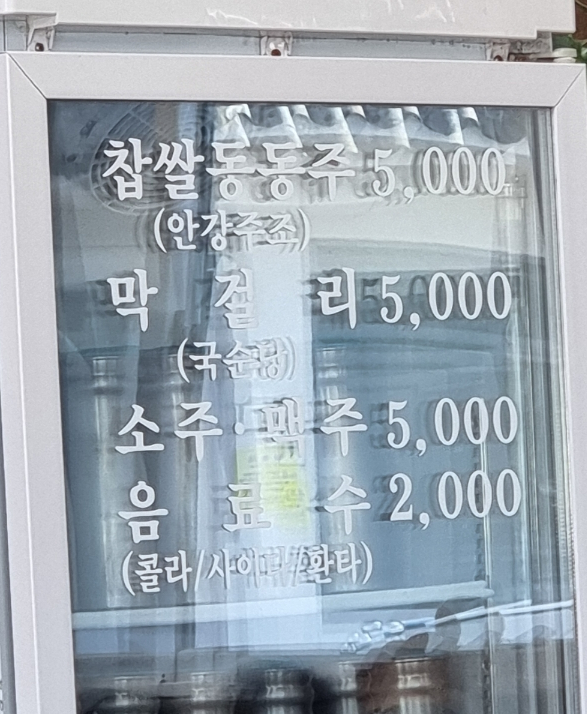 찹쌀동동주 5,000
(안강주조)
막 걸 리 5,000
(국순당)
소주·맥주 5,000
음 료 수 2,000
(콜라/사이다/환타)